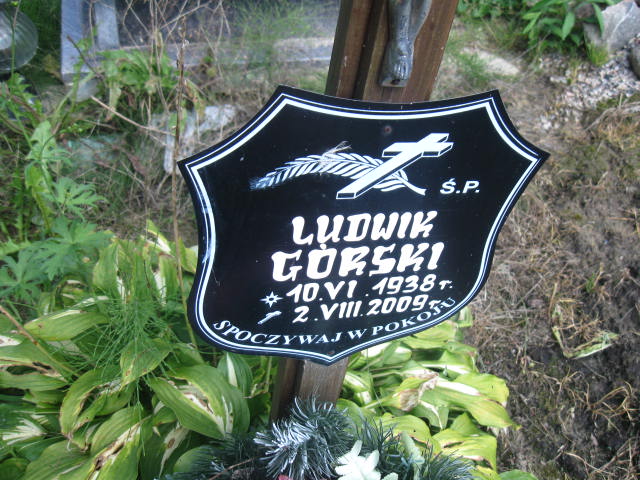 Ś.P.
LUDWIK
GÓRSKI
10.VI 1938 r.
2.VIII.2009 r.
SPOCZYWAJ W POKOJU